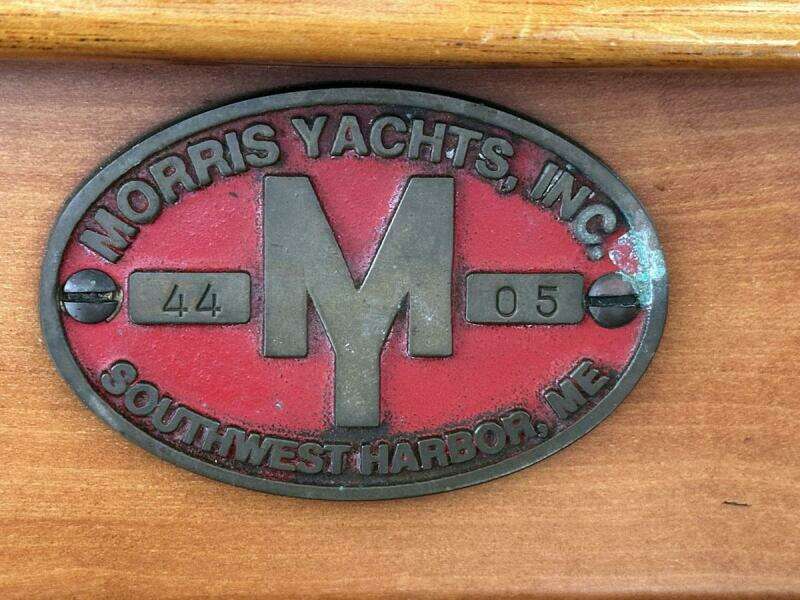 MORRIS YACHTS, INC.
44 MY 05
SOUTHWEST HARBOR, ME